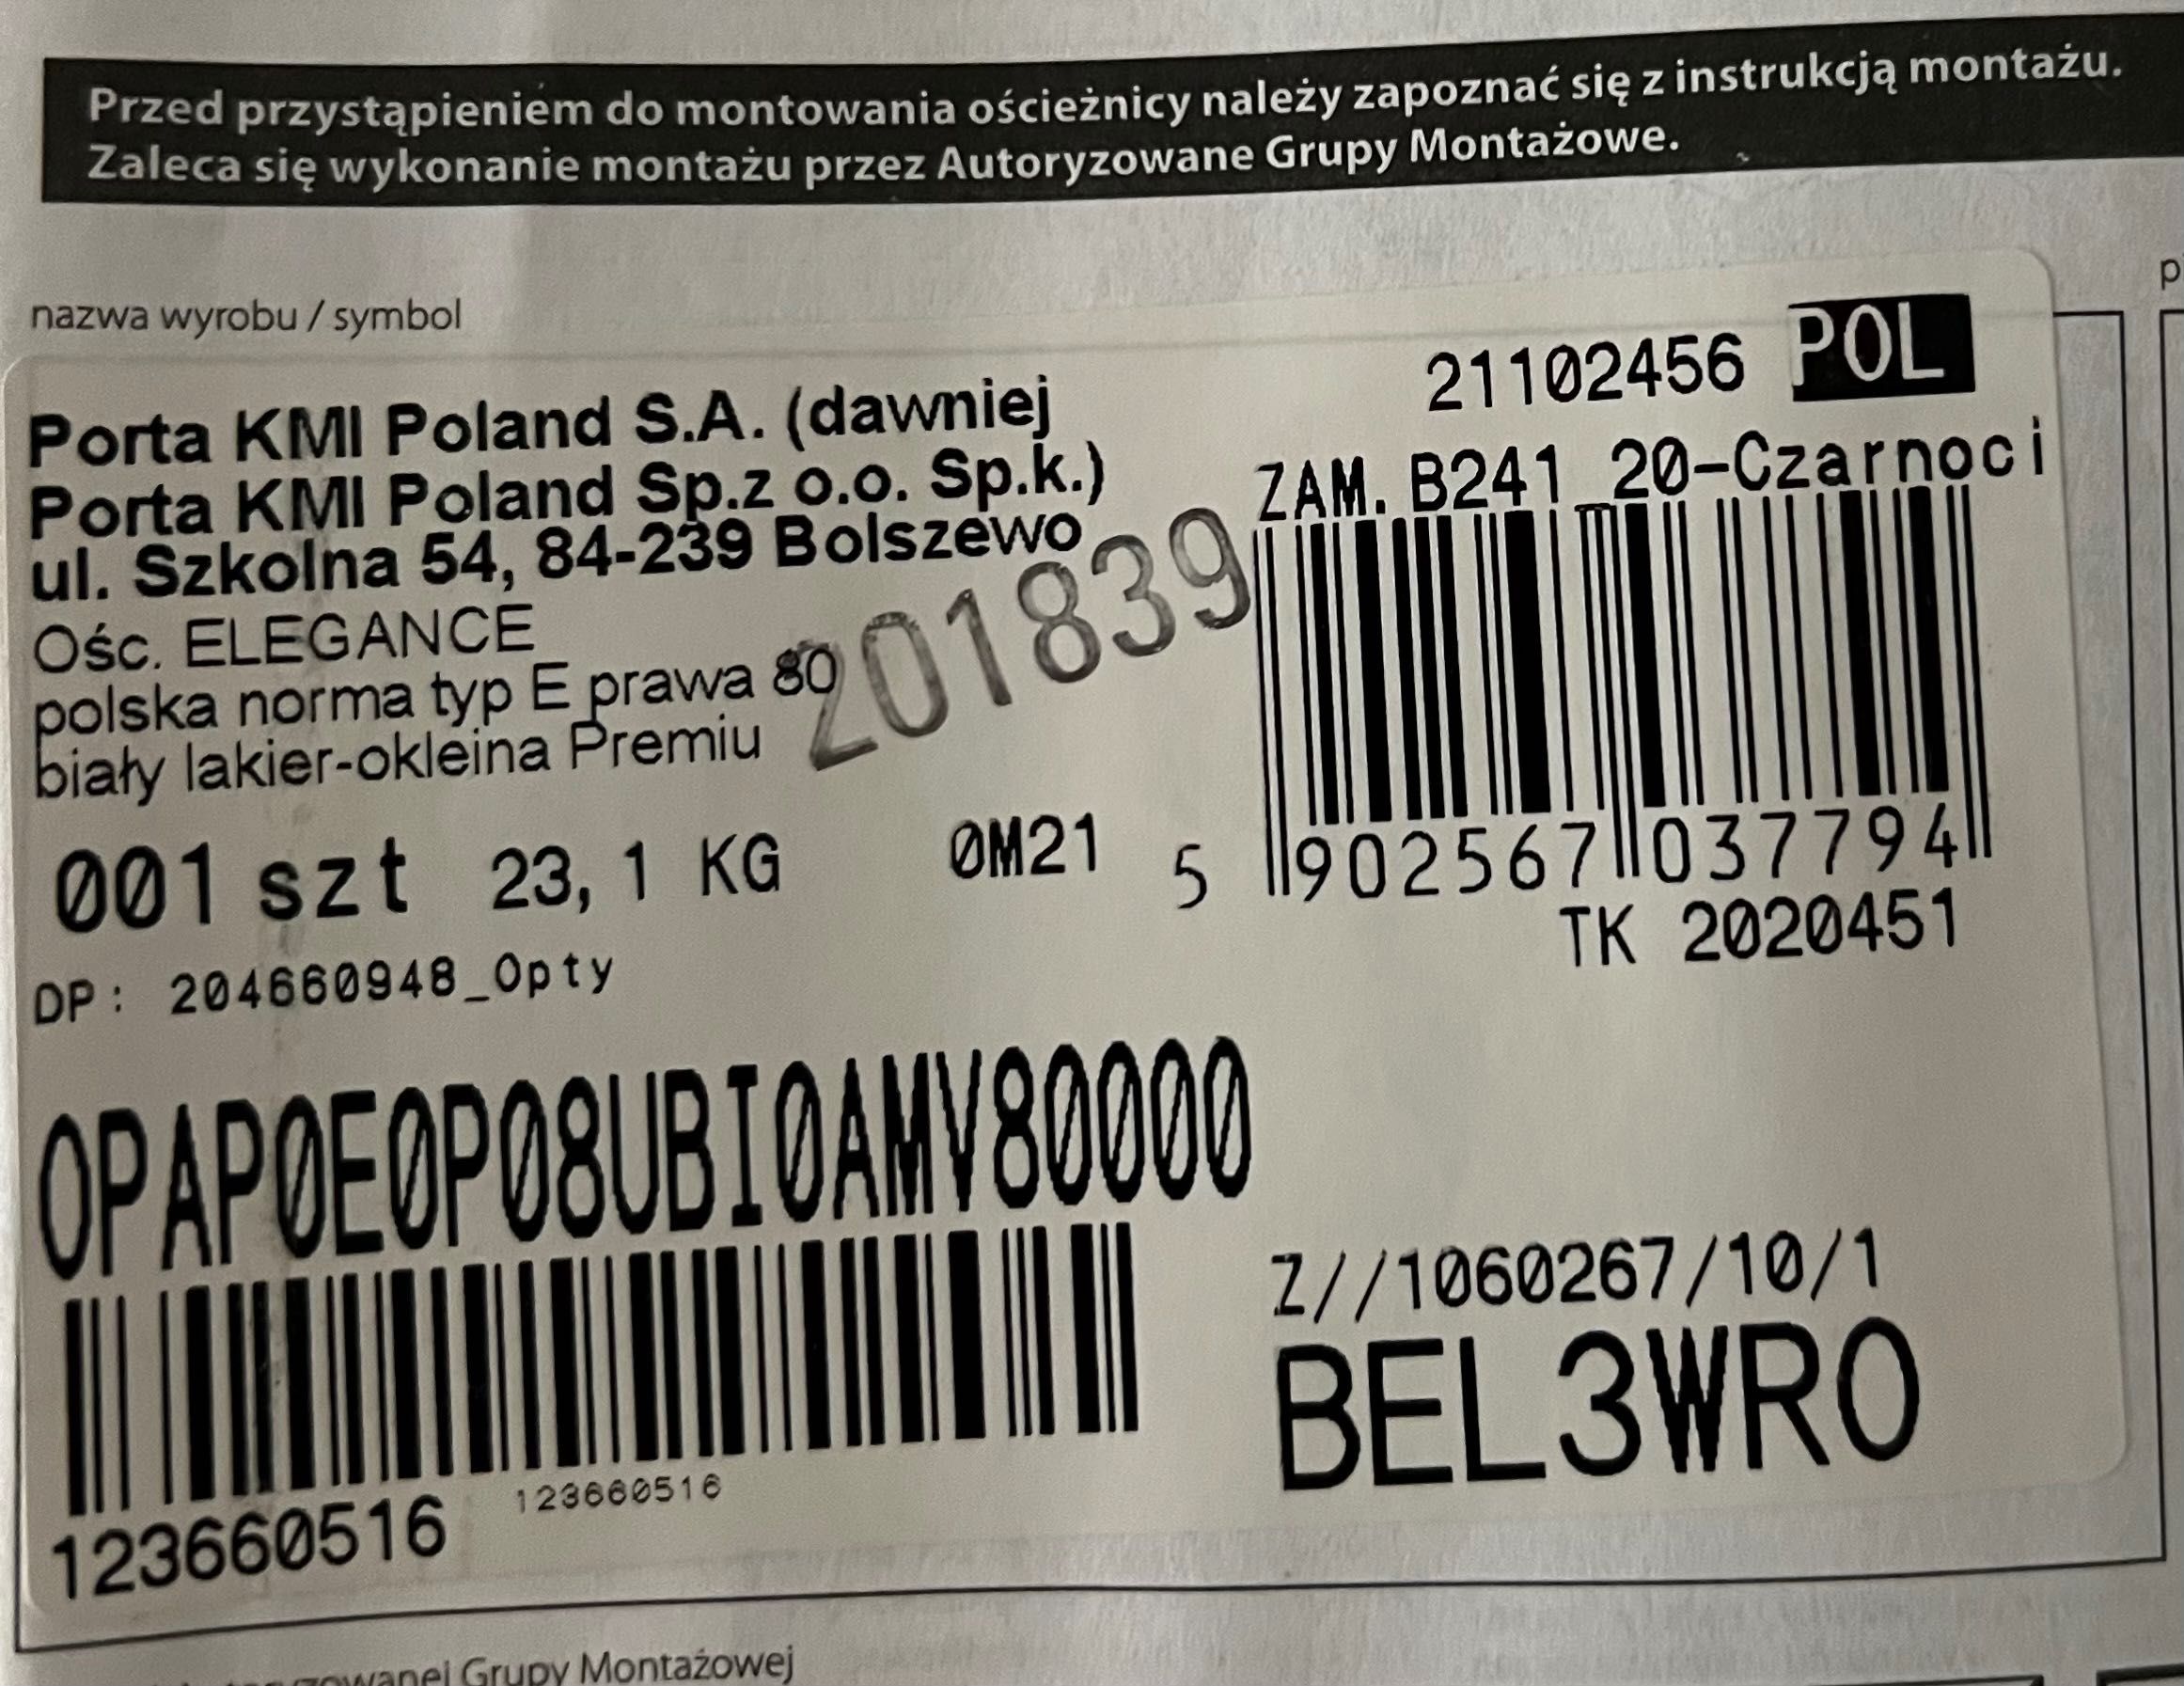 Przed przystąpieniem do montowania ościeżnicy należy zapoznać się z instrukcją montażu.
Zaleca się wykonanie montażu przez Autoryzowane Grupy Montażowe.
nazwa wyrobu / symbol
p
21102456 POL
Porta KMI Poland S.A. (dawniej
Porta KMI Poland Sp.z o.o. Sp.k.)
ul. Szkolna 54, 84-239 Bolszewo
ZAM. B241_20-Czarnoci
201839
Ośc. ELEGANCE
polska norma typ E prawa 80
biały lakier-okleina Premiu
001 szt 23,1 KG 0M21
5 902567 037794
TK 2020451
DP: 204660948_Opty
OPAP0E0P08UBI0AMV80000
Z//1060267/10/1
BEL3WRO
123660516 123660516
Grupy Montażowej